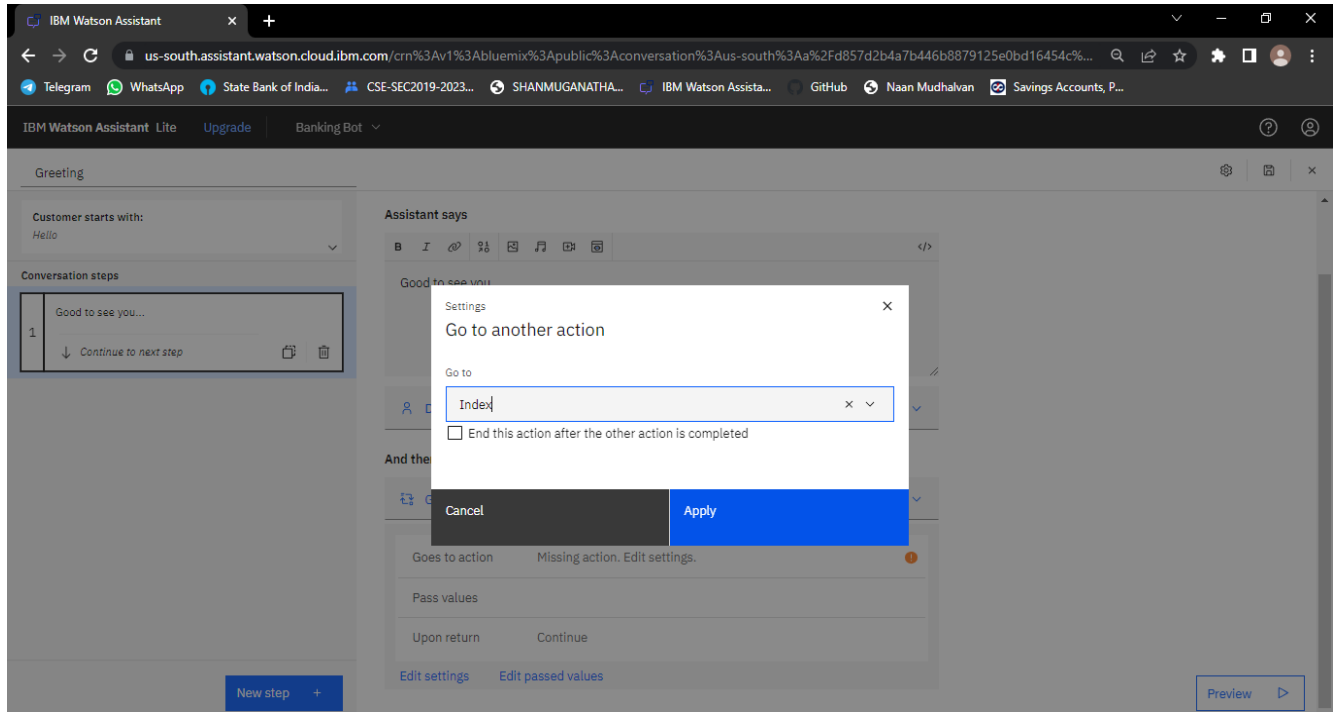 IBM Watson Assistant
us-south.assistant.watson.cloud.ibm.com/crn%3Av1%3Abluemix%3Apublic%3Aconversation%3Aus-south%3Aa%2Fd857d2b4a7b446b8879125e0bd16454c%...
Telegram WhatsApp State Bank of India... CSE-SEC2019-2023... SHANMUGANATHA... IBM Watson Assista... GitHub Naan Mudhalvan Savings Accounts, P...
IBM Watson Assistant Lite Upgrade Banking Bot
Greeting
Customer starts with:
Hello
Conversation steps
1
Good to see you...
Continue to next step
New step +
Assistant says
B I
</>
Good to see you
Settings
Go to another action
Go to
Index
End this action after the other action is completed
Cancel
Apply
Goes to action Missing action. Edit settings.
Pass values
Upon return Continue
Edit settings Edit passed values
Preview